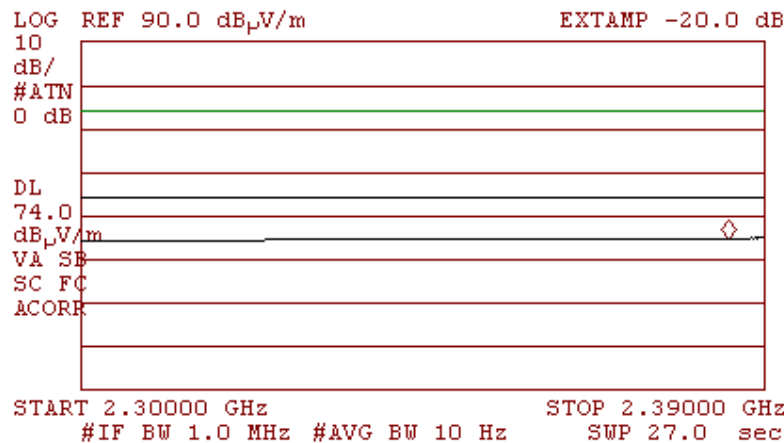 LOG REF 90.0 dBµV/m EXTAMP -20.0 dB
10
dB/
#ATN
0 dB
DL
74.0
dBµV/m
VA SB
SC FC
ACORR
START 2.30000 GHz STOP 2.39000 GHz
#IF BW 1.0 MHz #AVG BW 10 Hz SWP 27.0 sec